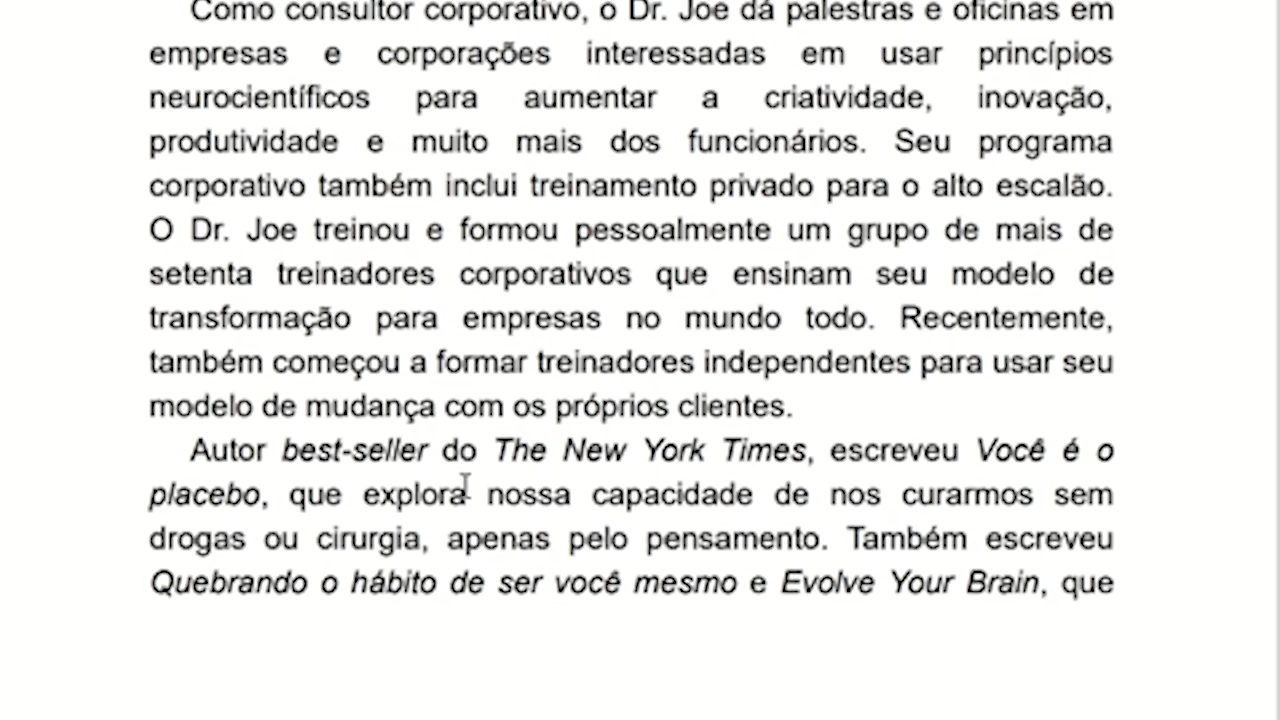 Como consultor corporativo, o Dr. Joe dá palestras e oficinas em
empresas e corporações interessadas em usar princípios
neurocientíficos para aumentar a criatividade, inovação,
produtividade e muito mais dos funcionários. Seu programa
corporativo também inclui treinamento privado para o alto escalão.
O Dr. Joe treinou e formou pessoalmente um grupo de mais de
setenta treinadores corporativos que ensinam seu modelo de
transformação para empresas no mundo todo. Recentemente,
também começou a formar treinadores independentes para usar seu
modelo de mudança com os próprios clientes.
Autor best-seller do The New York Times, escreveu Você é o
placebo, que explora nossa capacidade de nos curarmos sem
drogas ou cirurgia, apenas pelo pensamento. Também escreveu
Quebrando o hábito de ser você mesmo e Evolve Your Brain, que